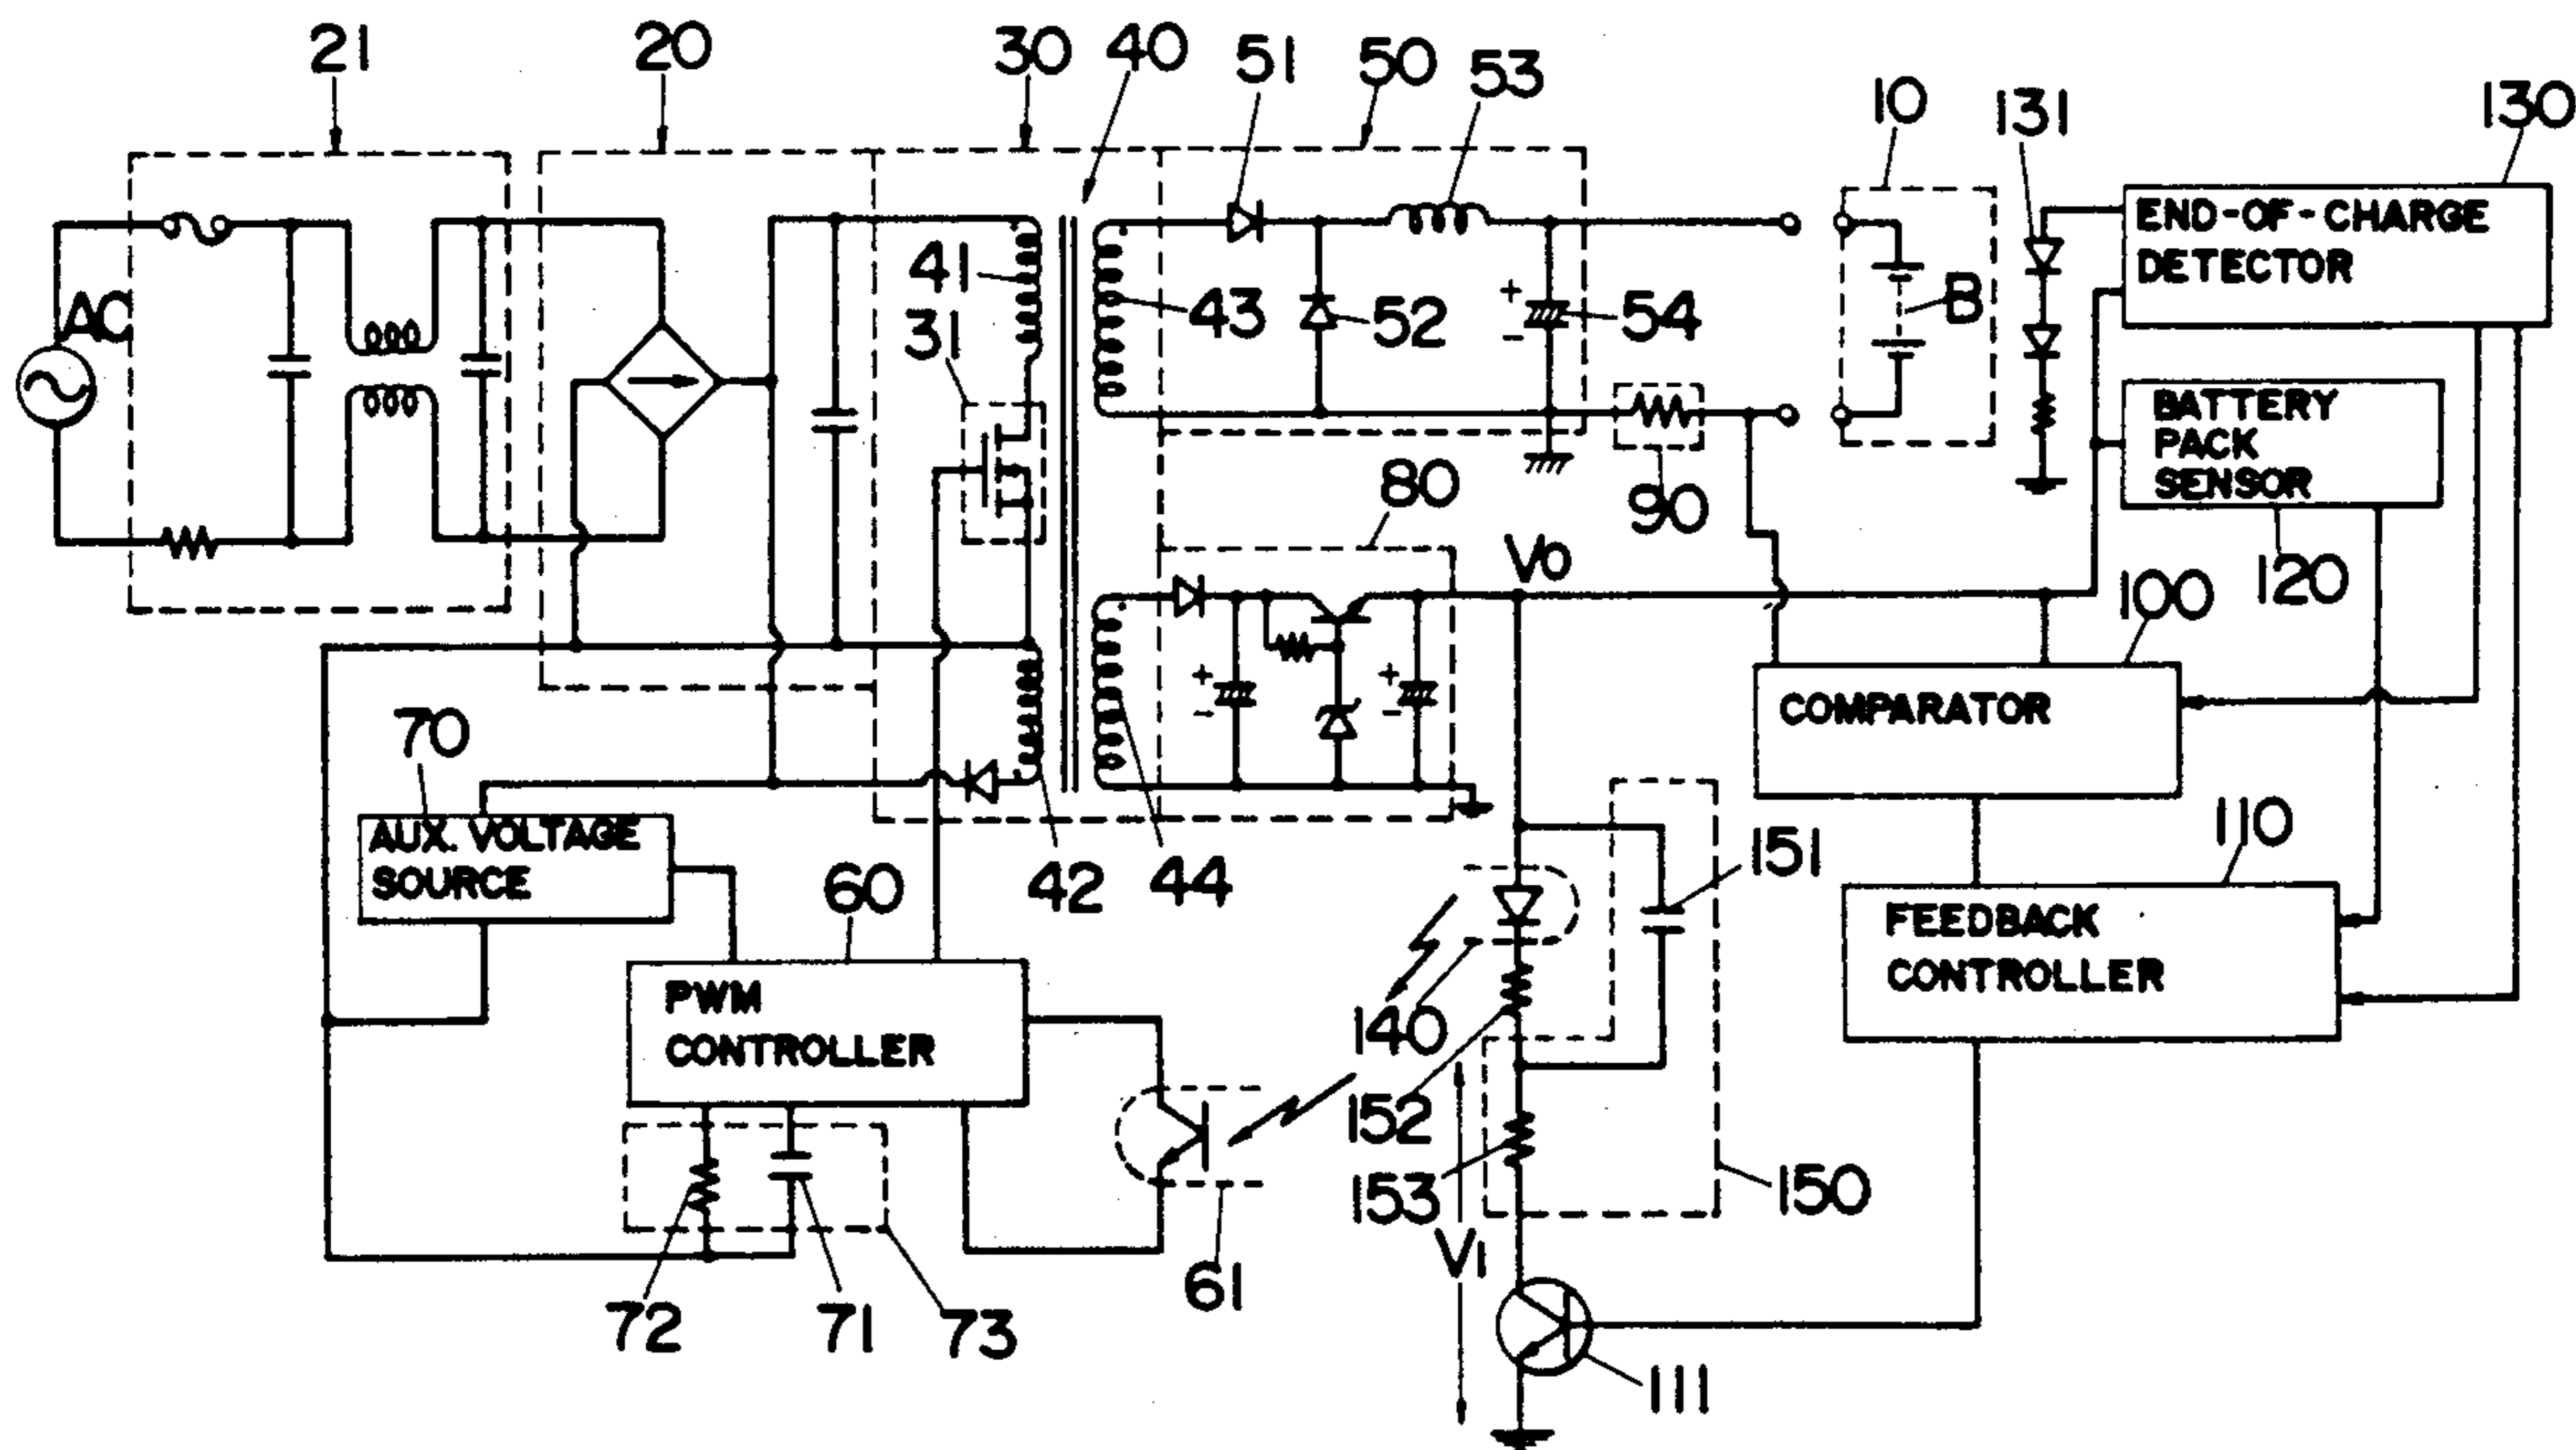 21
20
30
40
51
50
53
10
131
130
AC
41
31
43
52
+
-
54
B
END-OF-CHARGE
DETECTOR
BATTERY
PACK
SENSOR
90
80
120
Vo
100
+
-
+
-
COMPARATOR
70
AUX. VOLTAGE
SOURCE
60
42
44
151
110
FEEDBACK
CONTROLLER
PWM
CONTROLLER
140
152
153
150
V1
61
72
71
73
111